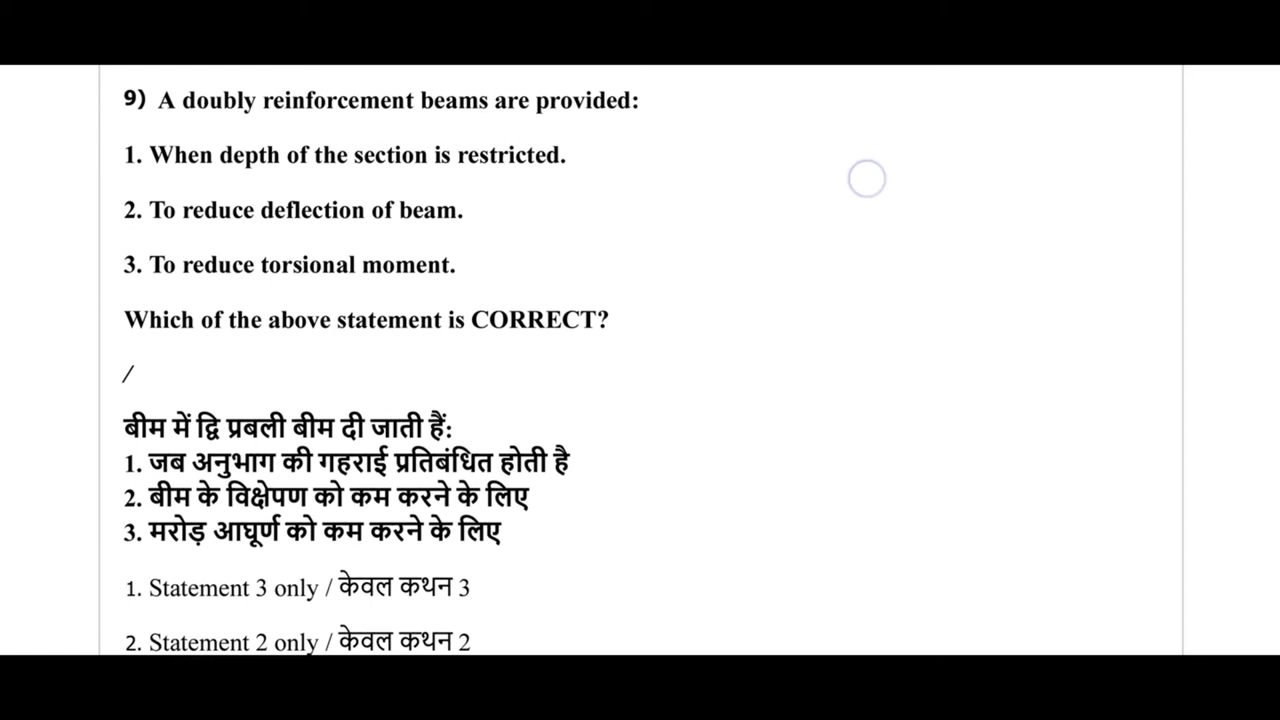 9) A doubly reinforcement beams are provided:
1. When depth of the section is restricted.
2. To reduce deflection of beam.
3. To reduce torsional moment.
Which of the above statement is CORRECT?
/
बीम में द्वि प्रबली बीम दी जाती हैं:
1. जब अनुभाग की गहराई प्रतिबंधित होती है
2. बीम के विक्षेपण को कम करने के लिए
3. मरोड़ आघूर्ण को कम करने के लिए
1. Statement 3 only / केवल कथन 3
2. Statement 2 only / केवल कथन 2